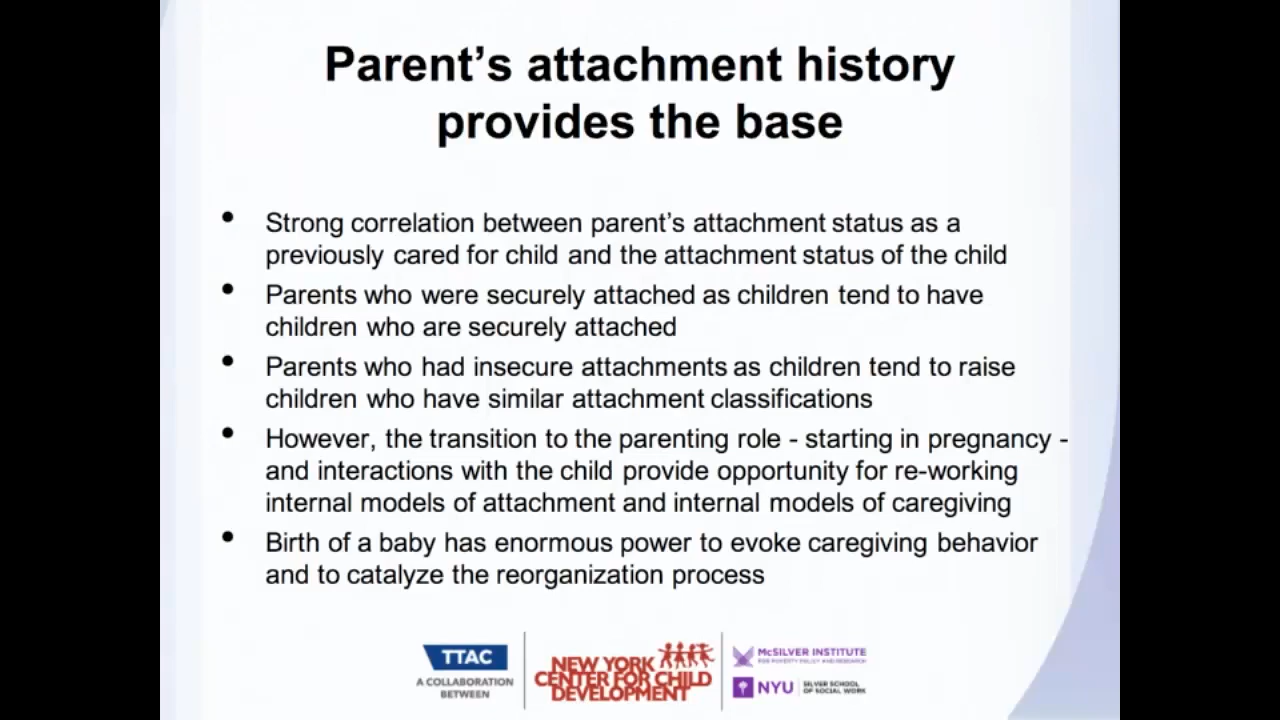 Parent's attachment history
provides the base
• Strong correlation between parent's attachment status as a
previously cared for child and the attachment status of the child
• Parents who were securely attached as children tend to have
children who are securely attached
• Parents who had insecure attachments as children tend to raise
children who have similar attachment classifications
• However, the transition to the parenting role - starting in pregnancy -
and interactions with the child provide opportunity for re-working
internal models of attachment and internal models of caregiving
• Birth of a baby has enormous power to evoke caregiving behavior
and to catalyze the reorganization process
TTAC
A COLLABORATION
BETWEEN
NEW YORK
CENTER FOR CHILD
DEVELOPMENT
McSILVER INSTITUTE
FOR POVERTY POLICY AND RESEARCH
NYU SILVER SCHOOL
OF SOCIAL WORK